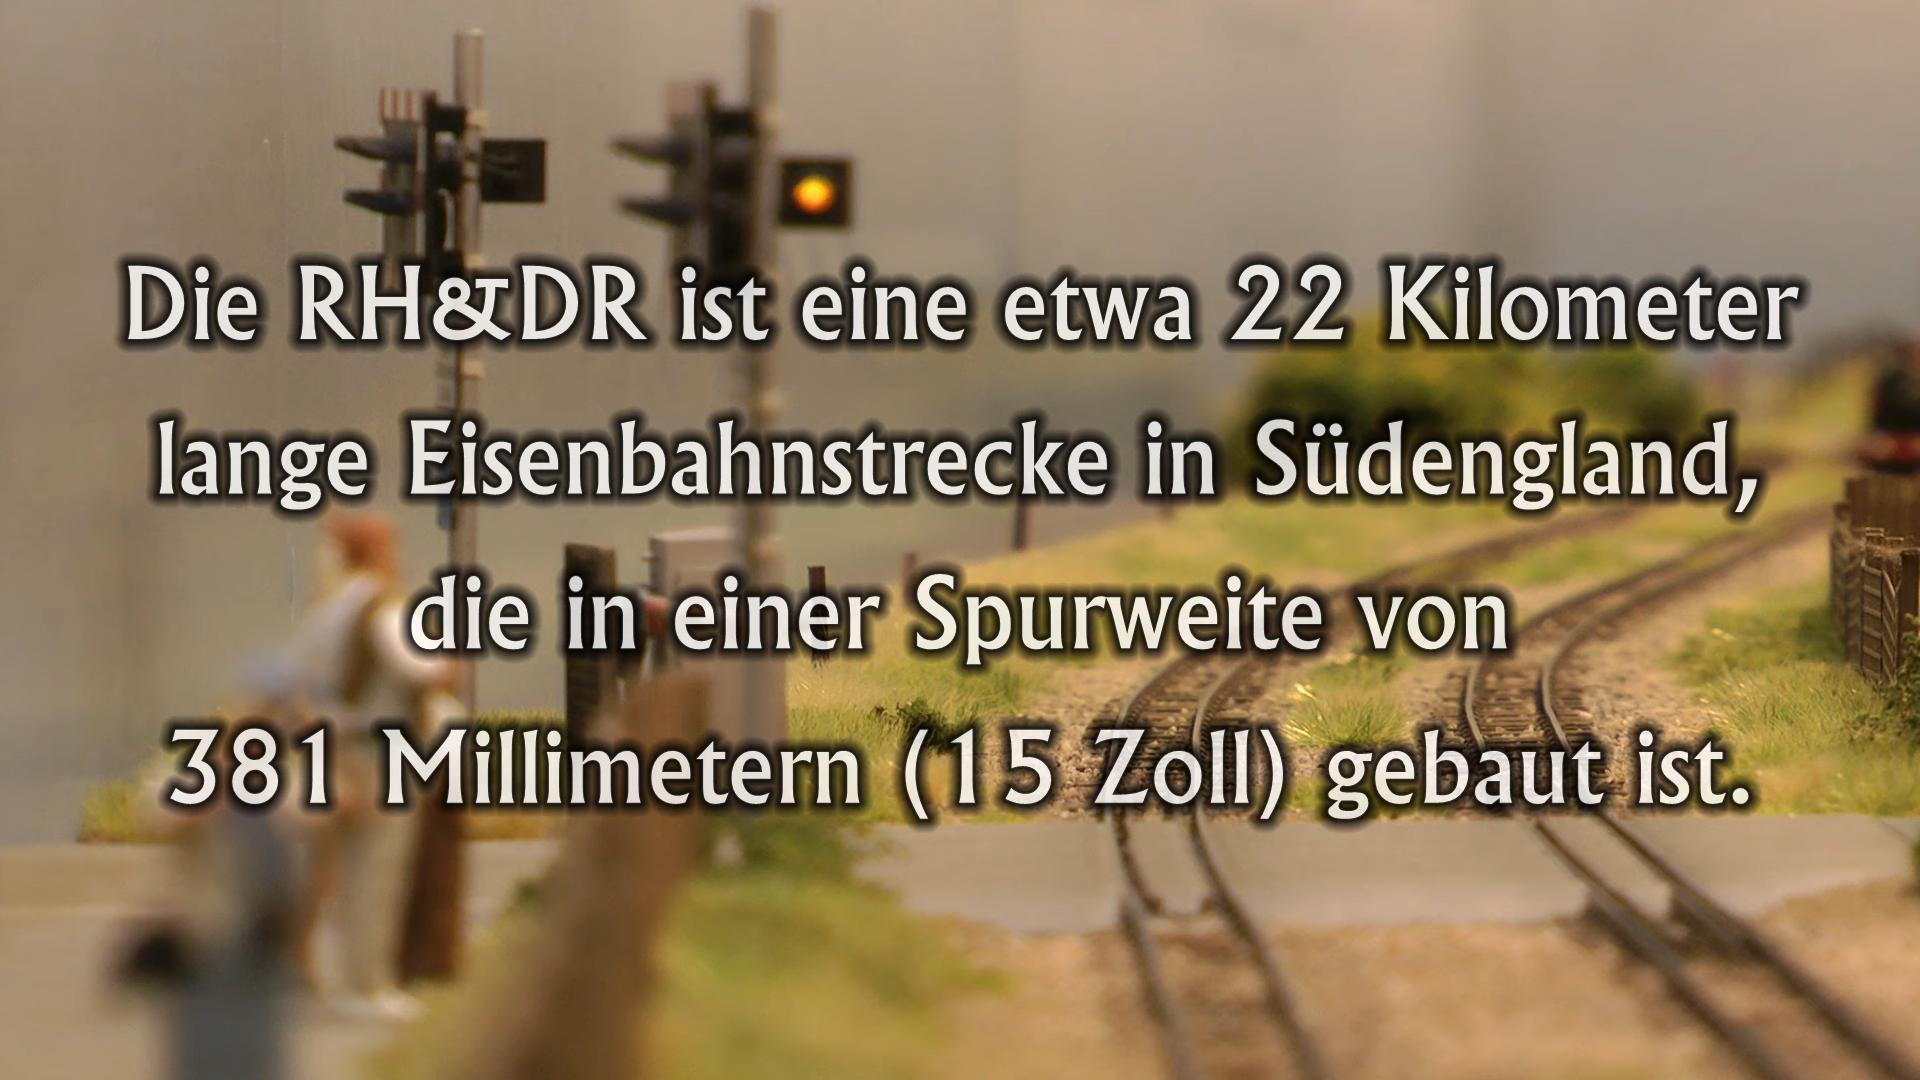 Die RH&DR ist eine etwa 22 Kilometer
lange Eisenbahnstrecke in Südengland,
die in einer Spurweite von
381 Millimetern (15 Zoll) gebaut ist.